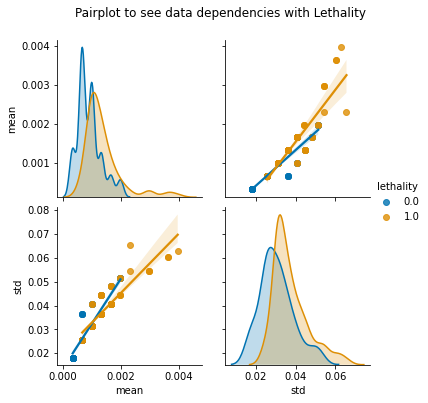 Pairplot to see data dependencies with Lethality
0.004
0.003
0.002
0.001
mean
lethality
0.0
1.0
0.08
0.07
0.06
0.05
0.04
0.03
0.02
std
0.000 0.002 0.004
mean
0.02 0.04 0.06
std